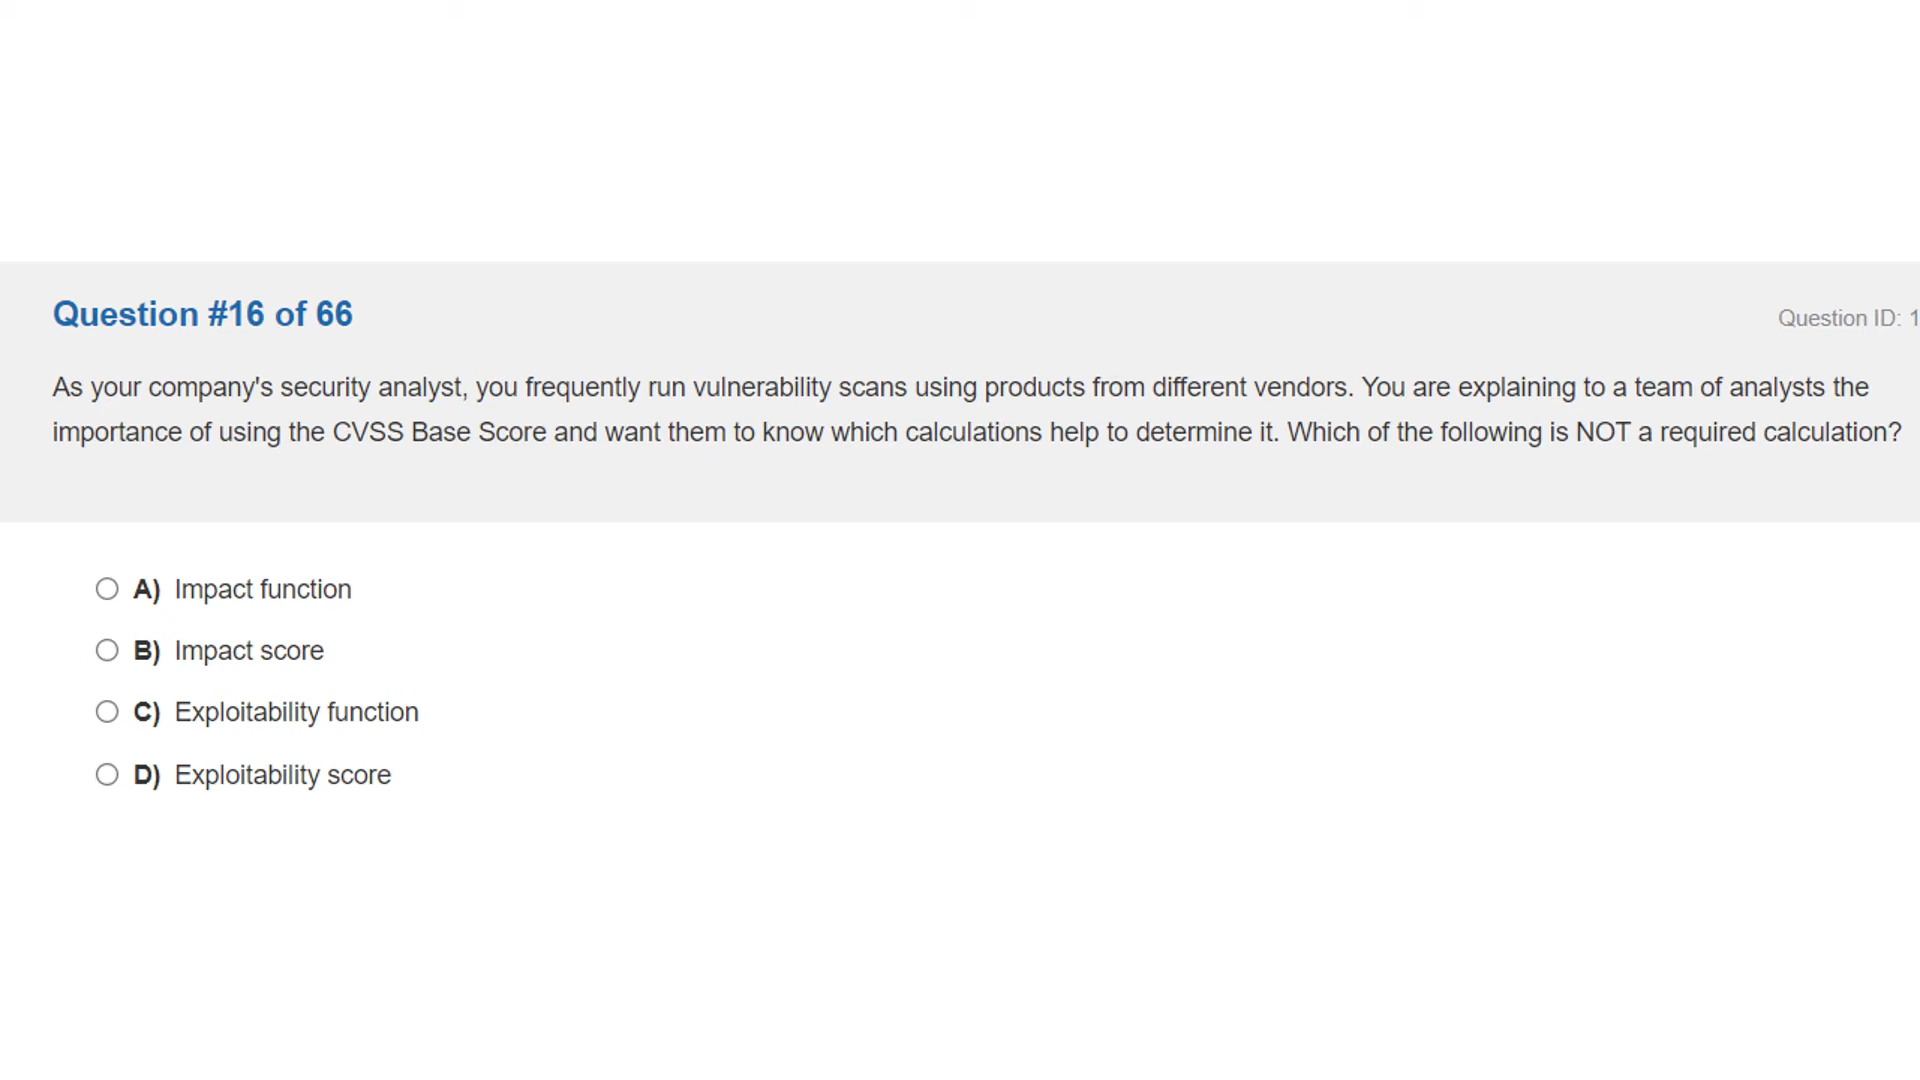 Question #16 of 66
Question ID: 1
As your company's security analyst, you frequently run vulnerability scans using products from different vendors. You are explaining to a team of analysts the
importance of using the CVSS Base Score and want them to know which calculations help to determine it. Which of the following is NOT a required calculation?
A) Impact function
B) Impact score
C) Exploitability function
D) Exploitability score